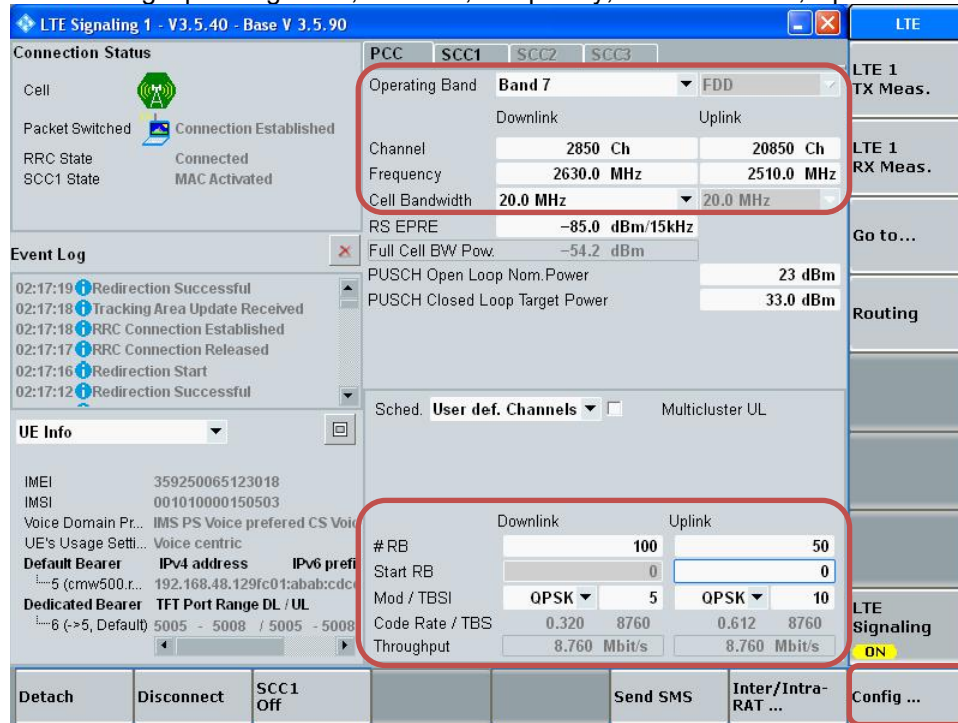 LTE Signaling 1 - V3.5.40 - Base V 3.5.90
LTE
Connection Status
Cell
Packet Switched Connection Established
RRC State Connected
SCC1 State MAC Activated
Event Log
02:17:19 Redirection Successful
02:17:18 Tracking Area Update Received
02:17:18 RRC Connection Established
02:17:17 RRC Connection Released
02:17:16 Redirection Start
02:17:12 Redirection Successful
UE Info
IMEI 359250065123018
IMSI 001010000150503
Voice Domain Pr... IMS PS Voice prefered CS Voic
UE's Usage Setti... Voice centric
Default Bearer IPv4 address IPv6 prefi
5 (cmw500.r... 192.168.48.129 fc01:abab:cdc
Dedicated Bearer TFT Port Range DL / UL
6 (->5, Default) 5005 - 5008 / 5005 - 5008
PCC SCC1 SCC2 SCC3
Operating Band Band 7 FDD
Downlink Uplink
Channel 2850 Ch 20850 Ch
Frequency 2630.0 MHz 2510.0 MHz
Cell Bandwidth 20.0 MHz 20.0 MHz
RS EPRE -85.0 dBm/15kHz
Full Cell BW Pow. -54.2 dBm
PUSCH Open Loop Nom.Power 23 dBm
PUSCH Closed Loop Target Power 33.0 dBm
Sched. User def. Channels Multicluster UL
Downlink Uplink
# RB 100 50
Start RB 0 0
Mod / TBSI QPSK 5 QPSK 10
Code Rate / TBS 0.320 8760 0.612 8760
Throughput 8.760 Mbit/s 8.760 Mbit/s
LTE 1
TX Meas.
LTE 1
RX Meas.
Go to...
Routing
LTE
Signaling
ON
Detach
Disconnect
SCC1
Off
Send SMS
Inter/Intra-
RAT ...
Config ...